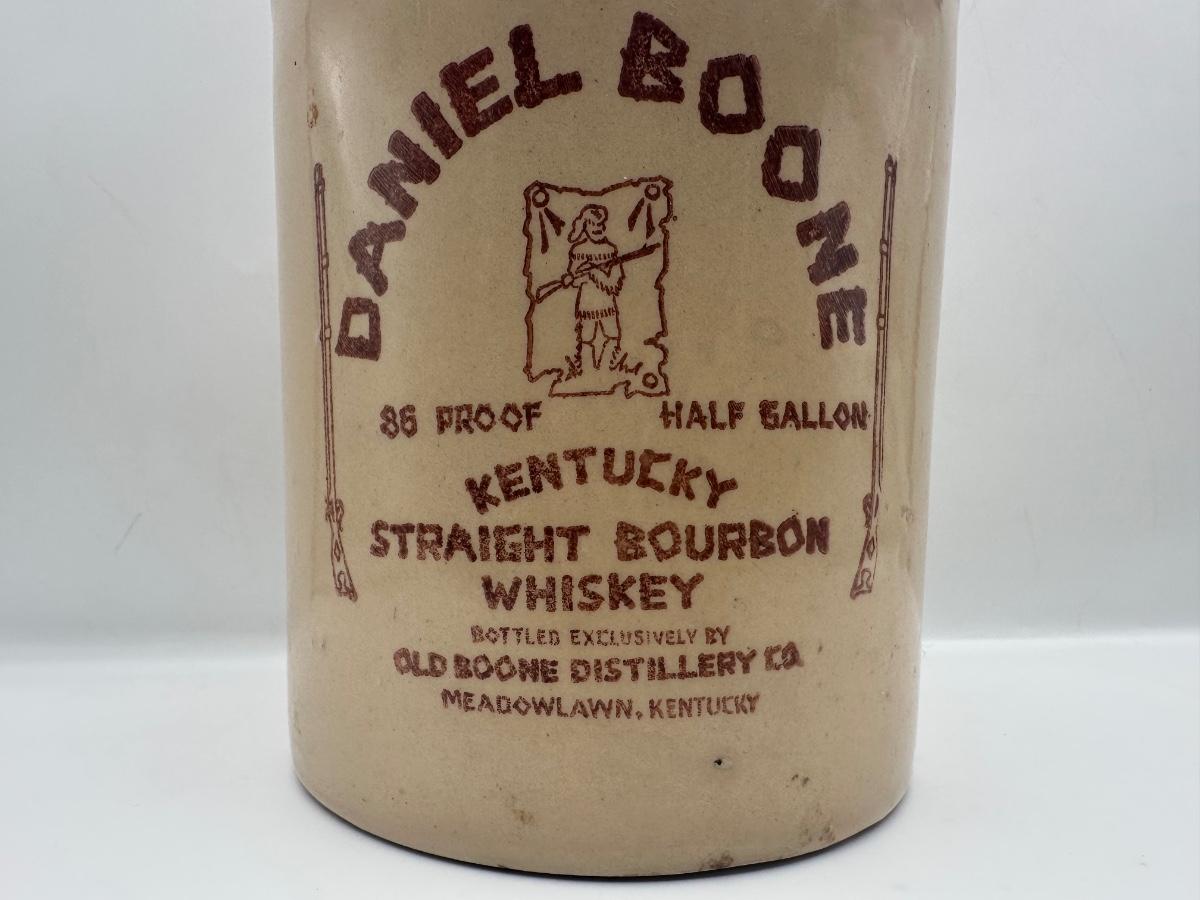 DANIEL BOONE
86 PROOF HALF GALLON
KENTUCKY
STRAIGHT BOURBON
WHISKEY
BOTTLED EXCLUSIVELY BY
OLD BOONE DISTILLERY CO.
MEADOWLAWN, KENTUCKY